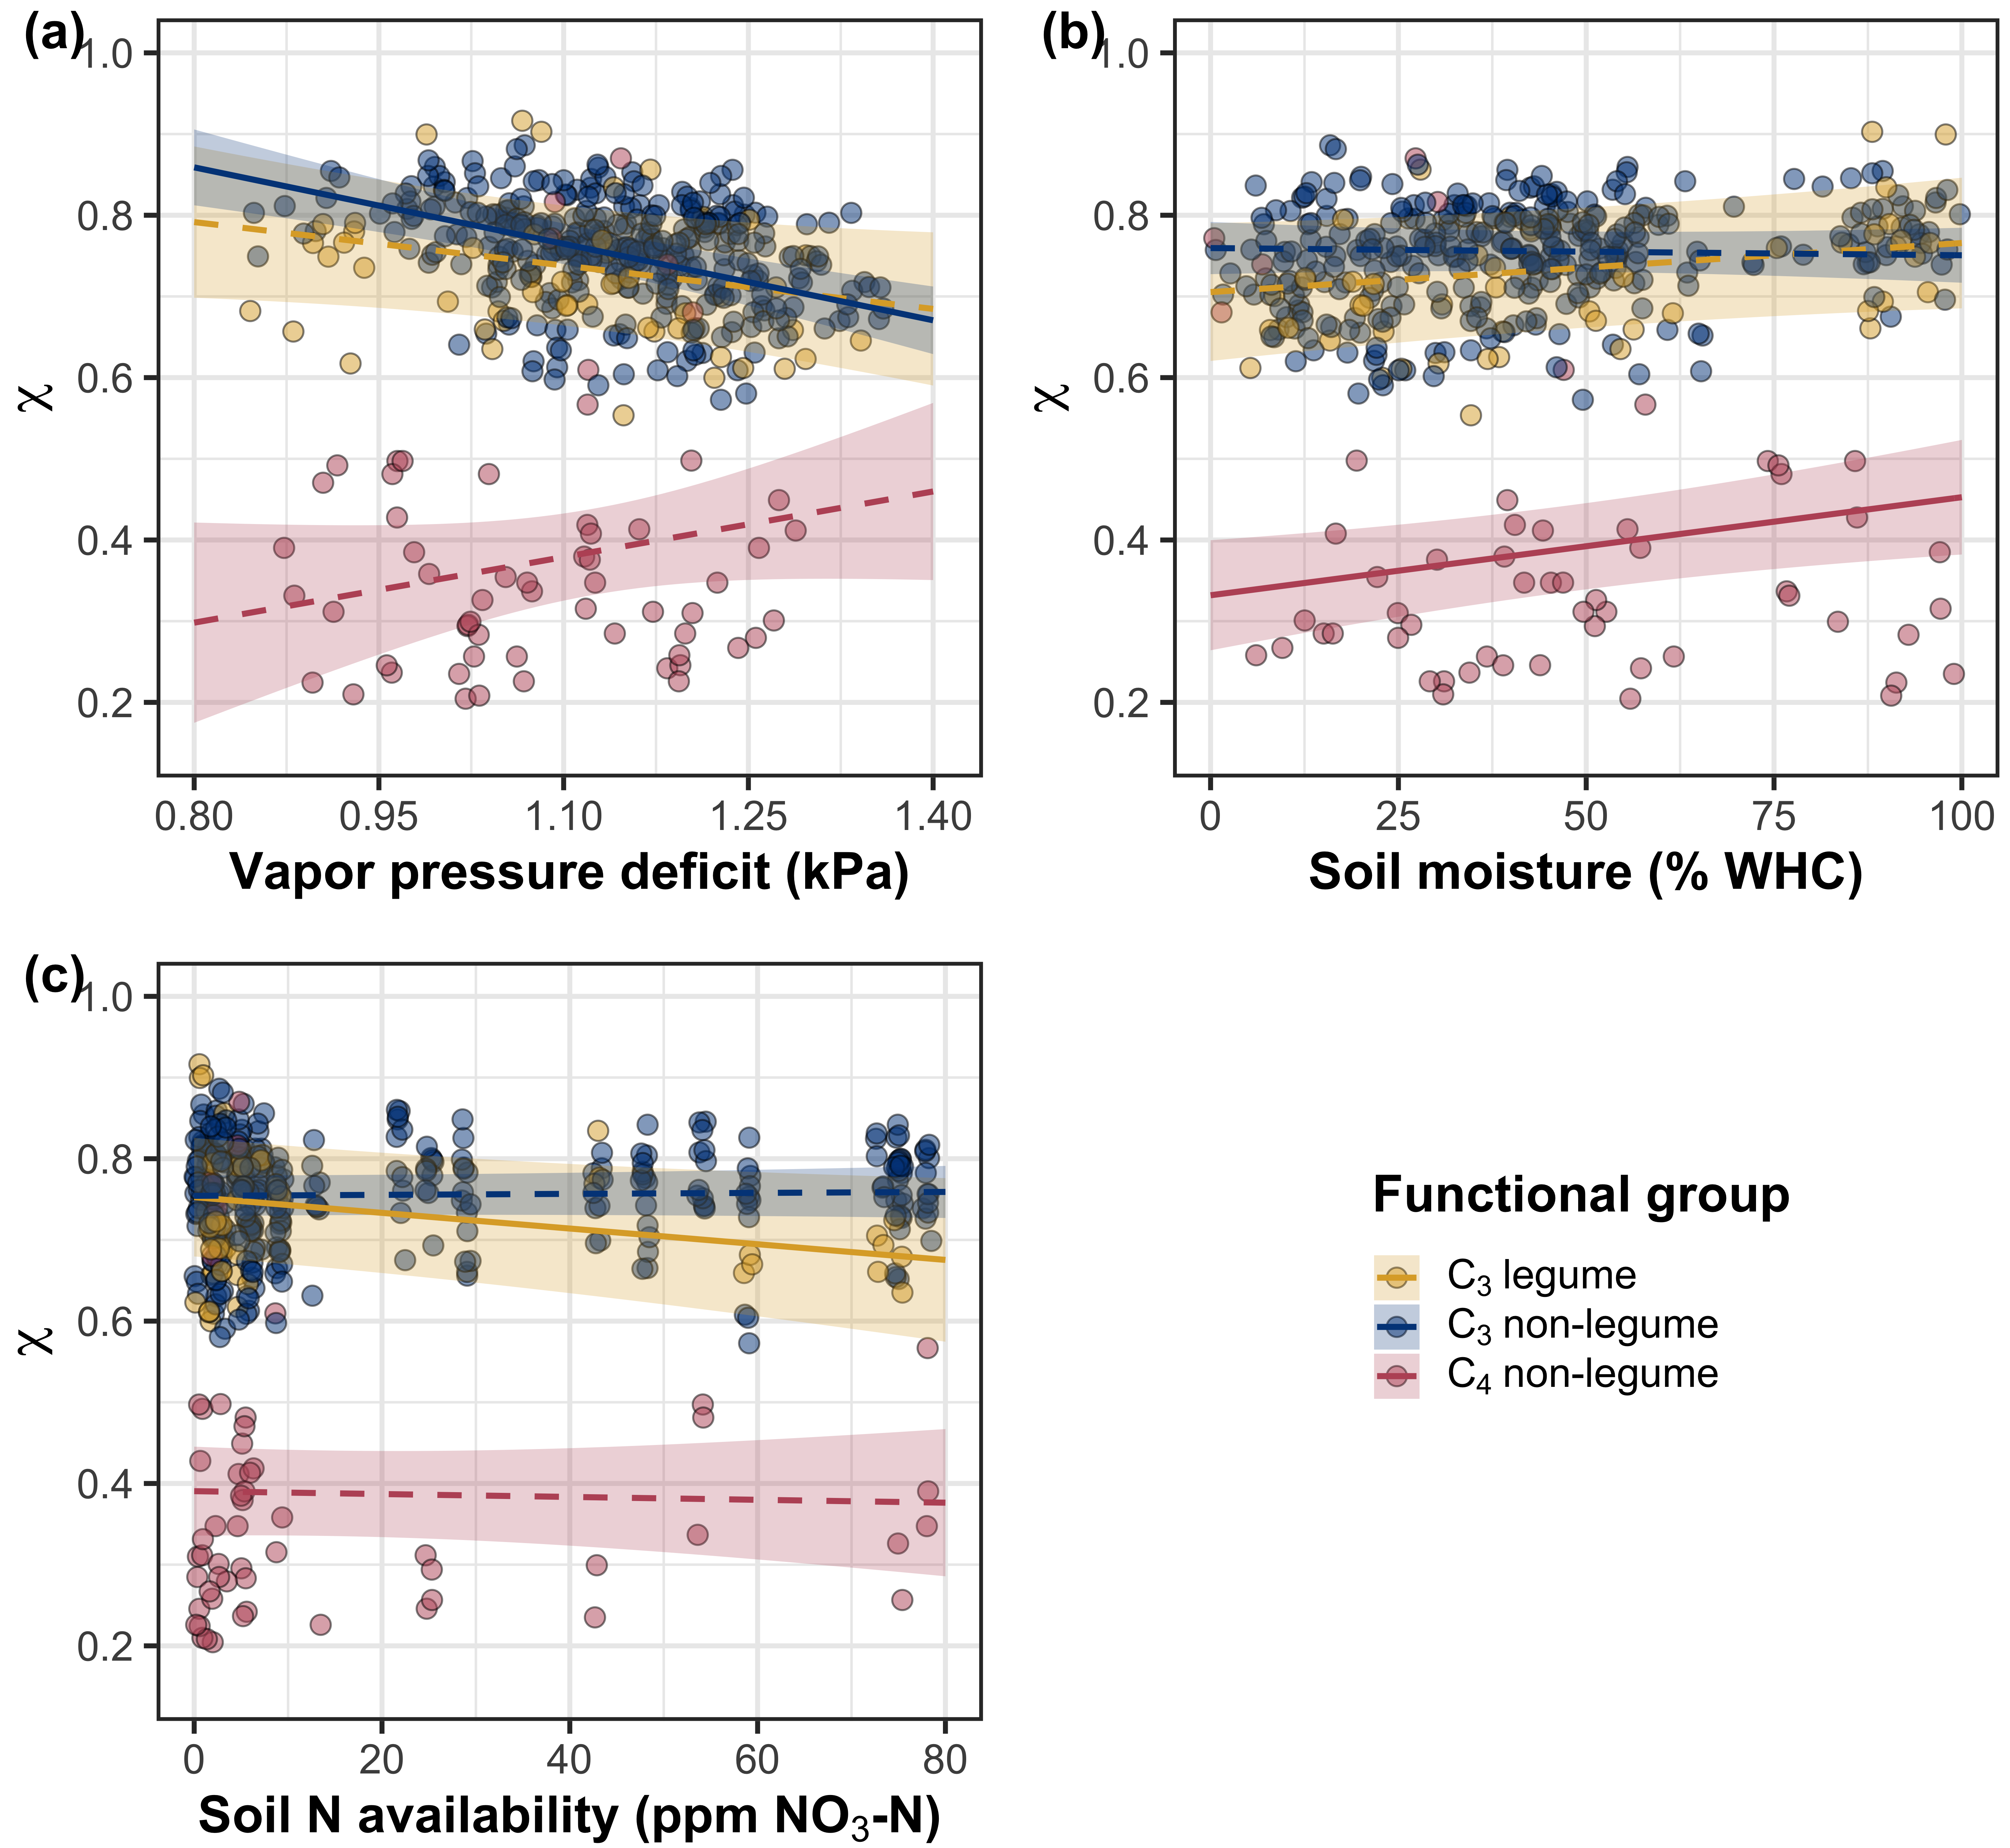 (a)
1.0
0.8
0.6
0.4
0.2
χ
0.80 0.95 1.10 1.25 1.40
Vapor pressure deficit (kPa)
(b)
1.0
0.8
0.6
0.4
0.2
χ
0 25 50 75 100
Soil moisture (% WHC)
(c)
1.0
0.8
0.6
0.4
0.2
χ
0 20 40 60 80
Soil N availability (ppm NO₃-N)
Functional group
C₃ legume
C₃ non-legume
C₄ non-legume